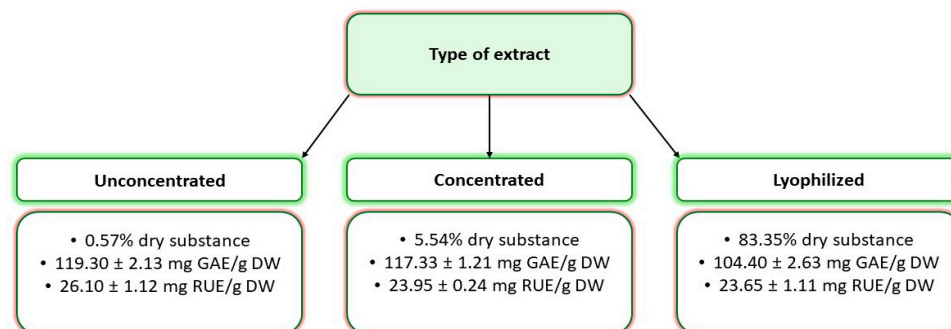 Type of extract
Unconcentrated
• 0.57% dry substance
• 119.30 ± 2.13 mg GAE/g DW
• 26.10 ± 1.12 mg RUE/g DW
Concentrated
• 5.54% dry substance
• 117.33 ± 1.21 mg GAE/g DW
• 23.95 ± 0.24 mg RUE/g DW
Lyophilized
• 83.35% dry substance
• 104.40 ± 2.63 mg GAE/g DW
• 23.65 ± 1.11 mg RUE/g DW